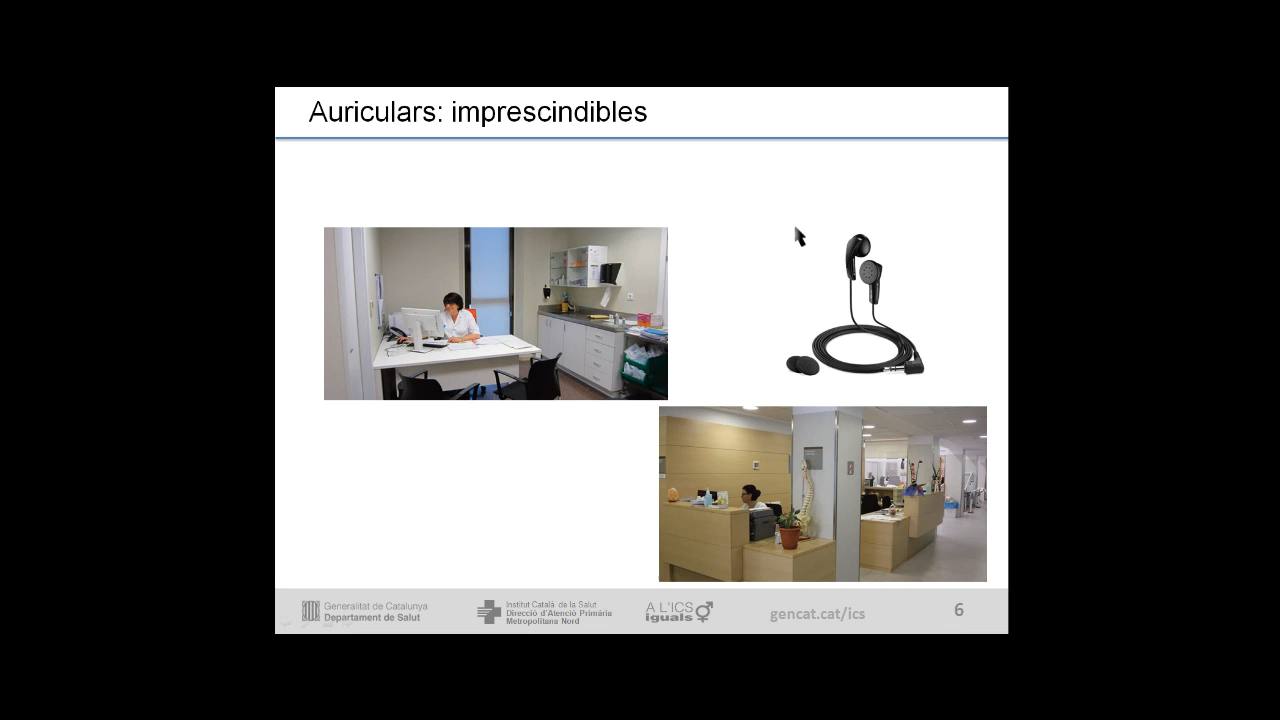 Auriculars: imprescindibles
Generalitat de Catalunya
Departament de Salut
Institut Català de la Salut
Direcció d'Atenció Primària
Metropolitana Nord
A L'ICS
iguals
gencat.cat/ics
6